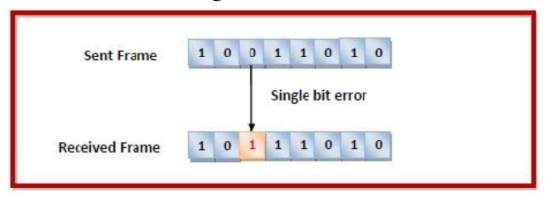 Sent Frame 1 0 0 1 1 0 1 0
Single bit error
Received Frame 1 0 1 1 1 0 1 0